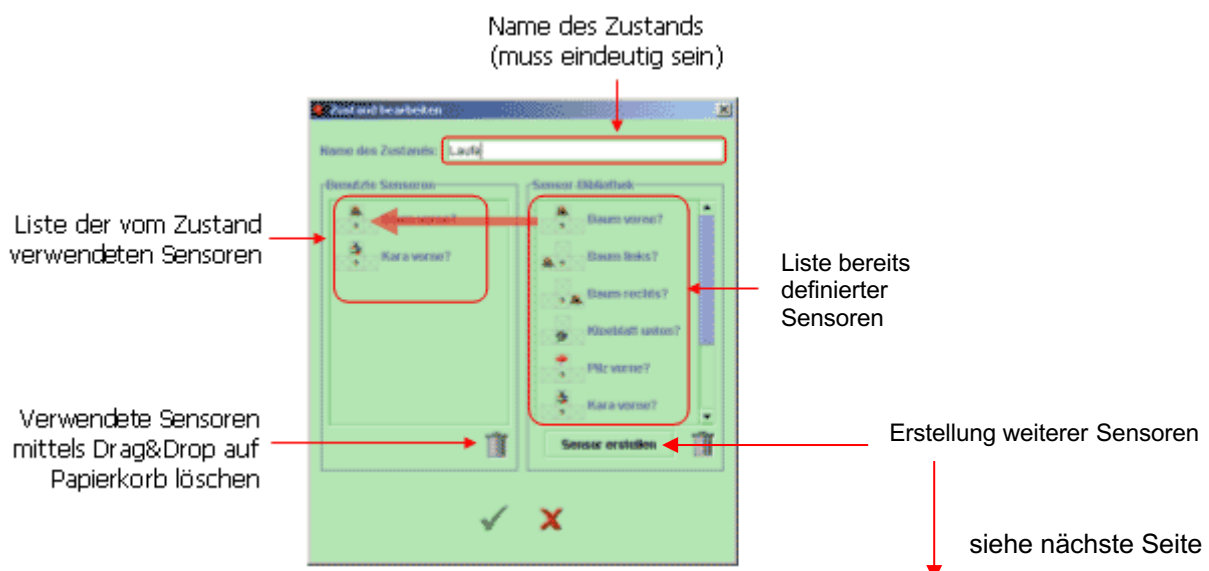 Name des Zustands
(muss eindeutig sein)
Zustand bearbeiten
Name des Zustands: Laufe
Benutzte Sensoren
Sensor-Bibliothek
Baum vorne?
Kara vorne?
Baum vorne?
Baum links?
Baum rechts?
Kleeblatt unten?
Pilz vorne?
Kara vorne?
Sensor erstellen
Liste der vom Zustand
verwendeten Sensoren
Liste bereits
definierter
Sensoren
Verwendete Sensoren
mittels Drag&Drop auf
Papierkorb löschen
Erstellung weiterer Sensoren
siehe nächste Seite